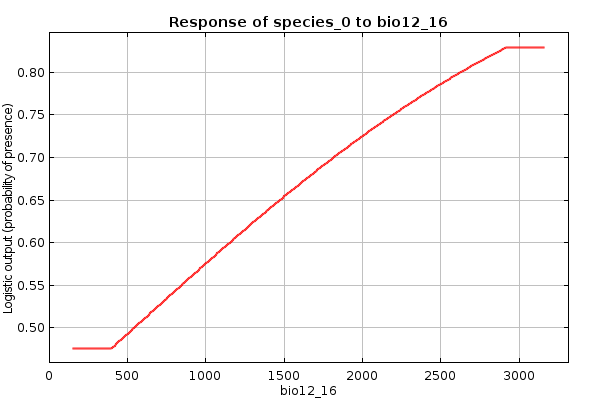 Response of species_0 to bio12_16
Logistic output (probability of presence)
0.80
0.75
0.70
0.65
0.60
0.55
0.50
0 500 1000 1500 2000 2500 3000
bio12_16